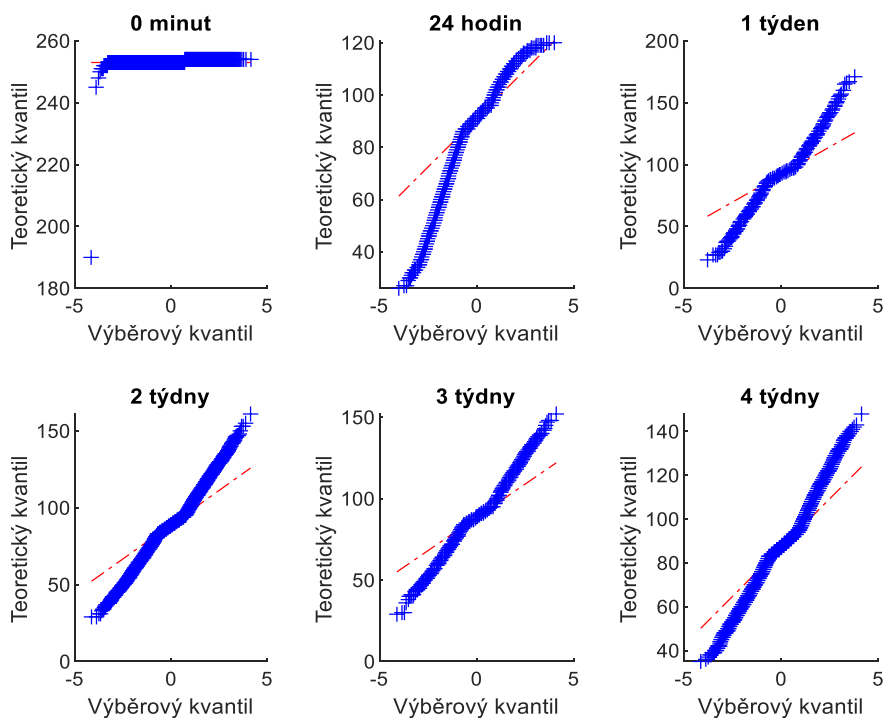 0 minut
24 hodin
1 týden
260
240
220
200
180
120
100
80
60
40
200
150
100
50
0
Teoretický kvantil
Teoretický kvantil
Teoretický kvantil
-5
0
5
-5
0
5
-5
0
5
Výběrový kvantil
Výběrový kvantil
Výběrový kvantil
2 týdny
3 týdny
4 týdny
150
100
50
0
150
100
50
0
140
120
100
80
60
40
Teoretický kvantil
Teoretický kvantil
Teoretický kvantil
-5
0
5
-5
0
5
-5
0
5
Výběrový kvantil
Výběrový kvantil
Výběrový kvantil